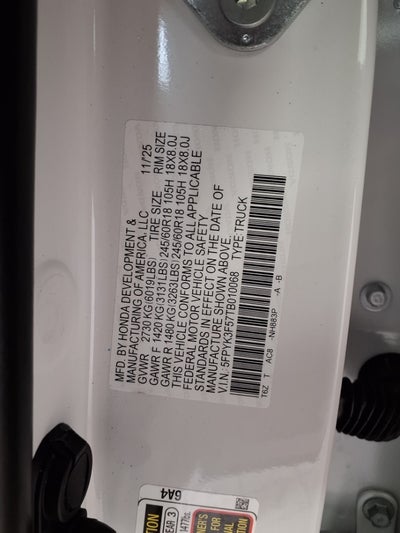 MFD. BY HONDA DEVELOPMENT &
MANUFACTURING OF AMERICA, LLC 11/25
GVWR 2730 KG(6019LBS) TIRE SIZE RIM SIZE
GAWR F 1420 KG(3131LBS) 245/60R18 105H 18X8.0J
GAWR R 1480 KG(3263LBS) 245/60R18 105H 18X8.0J
THIS VEHICLE CONFORMS TO ALL APPLICABLE
FEDERAL MOTOR VEHICLE SAFETY
STANDARDS IN EFFECT ON THE DATE OF
MANUFACTURE SHOWN ABOVE.
V.I.N. 5FPYK3F57TB010068 TYPE TRUCK
T6Z T AC8 -NH883P -A -B
6A4